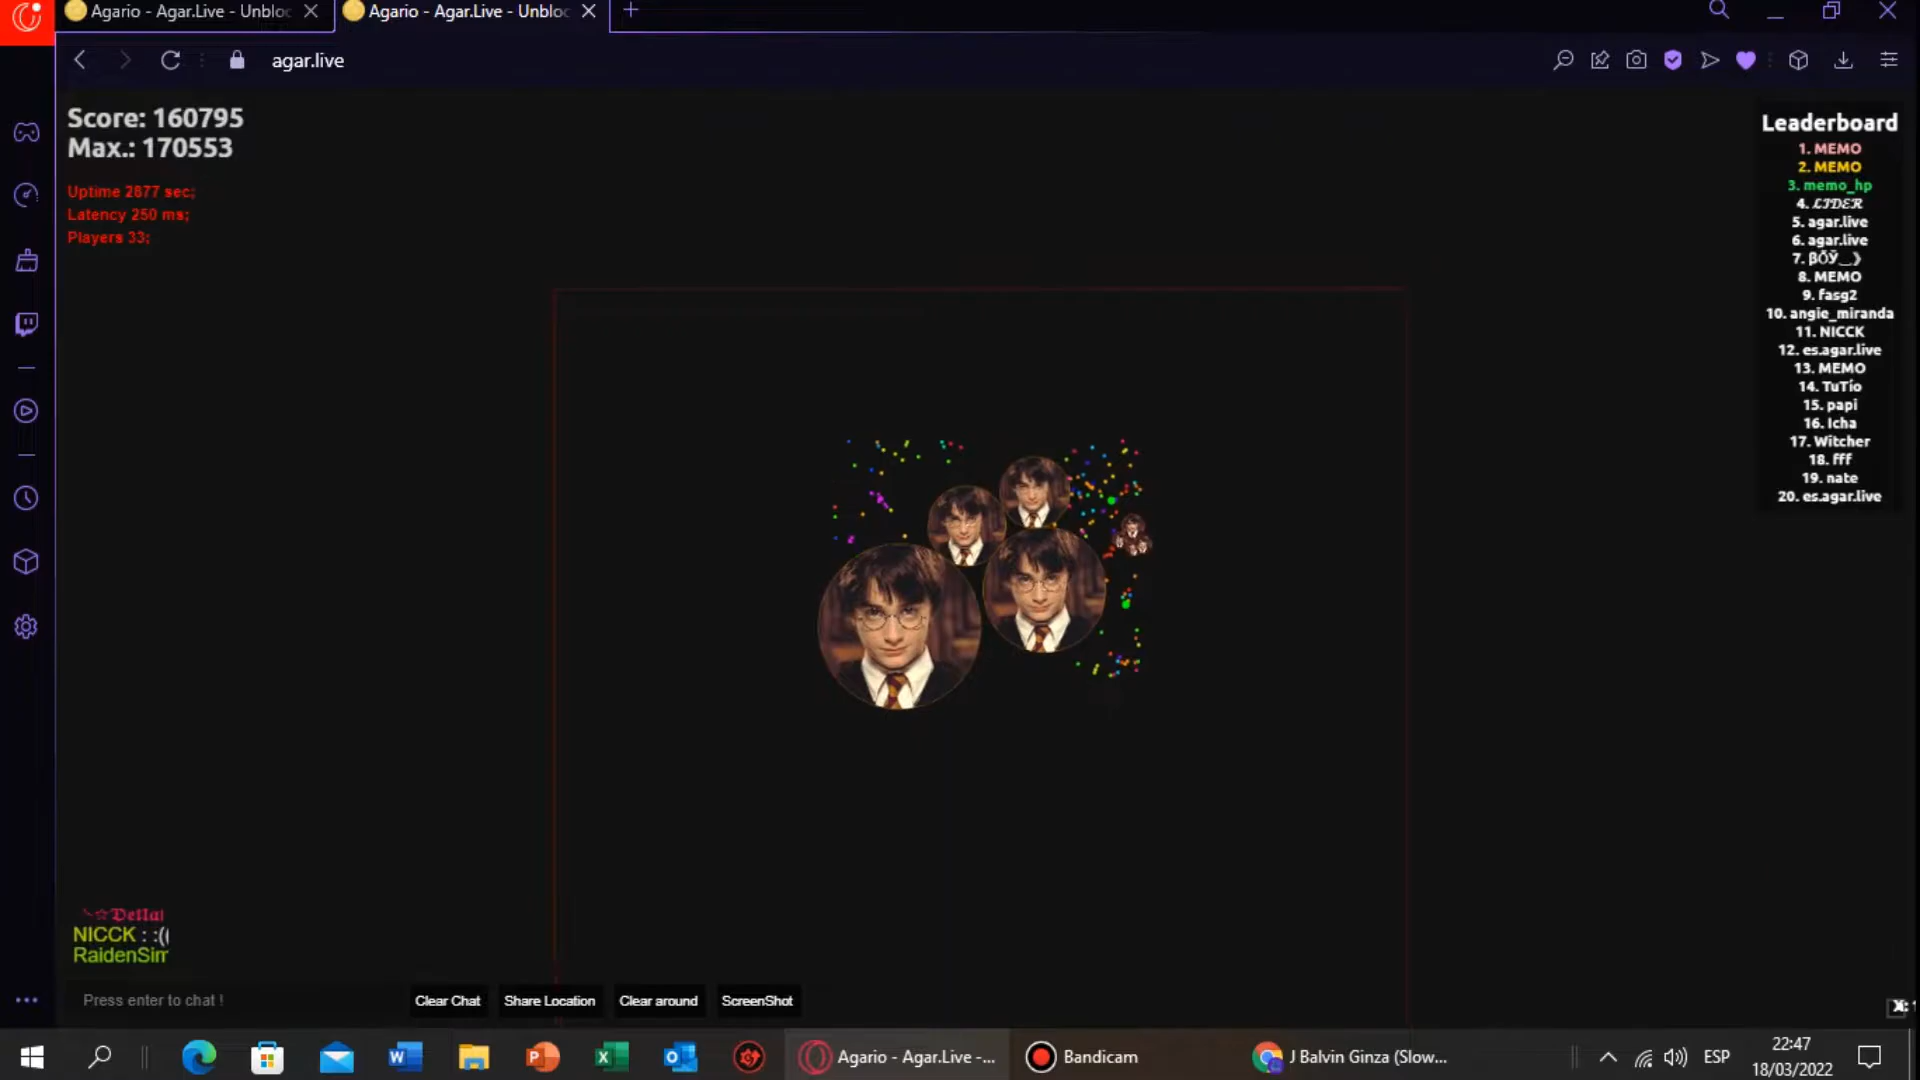 Agario - Agar.Live - Unbloc
Agario - Agar.Live - Unbloc
agar.live
Score: 160795
Max.: 170553
Uptime 2877 sec;
Latency 250 ms;
Players 33;
Leaderboard
1. MEMO
2. MEMO
3. memo_hp
4. 𝓛𝓘𝓓𝓔𝓡
5. agar.live
6. agar.live
8. MEMO
9. fasg2
10. angie_miranda
11. NICCK
12. es.agar.live
13. MEMO
14. TuTío
15. papi
16. Icha
17. Witcher
18. fff
19. nate
20. es.agar.live
NICCK : :((
RaidenSim
Press enter to chat !
Clear Chat
Share Location
Clear around
ScreenShot
X:
Agario - Agar.Live -...
Bandicam
J Balvin Ginza (Slow...
ESP
22:47
18/03/2022